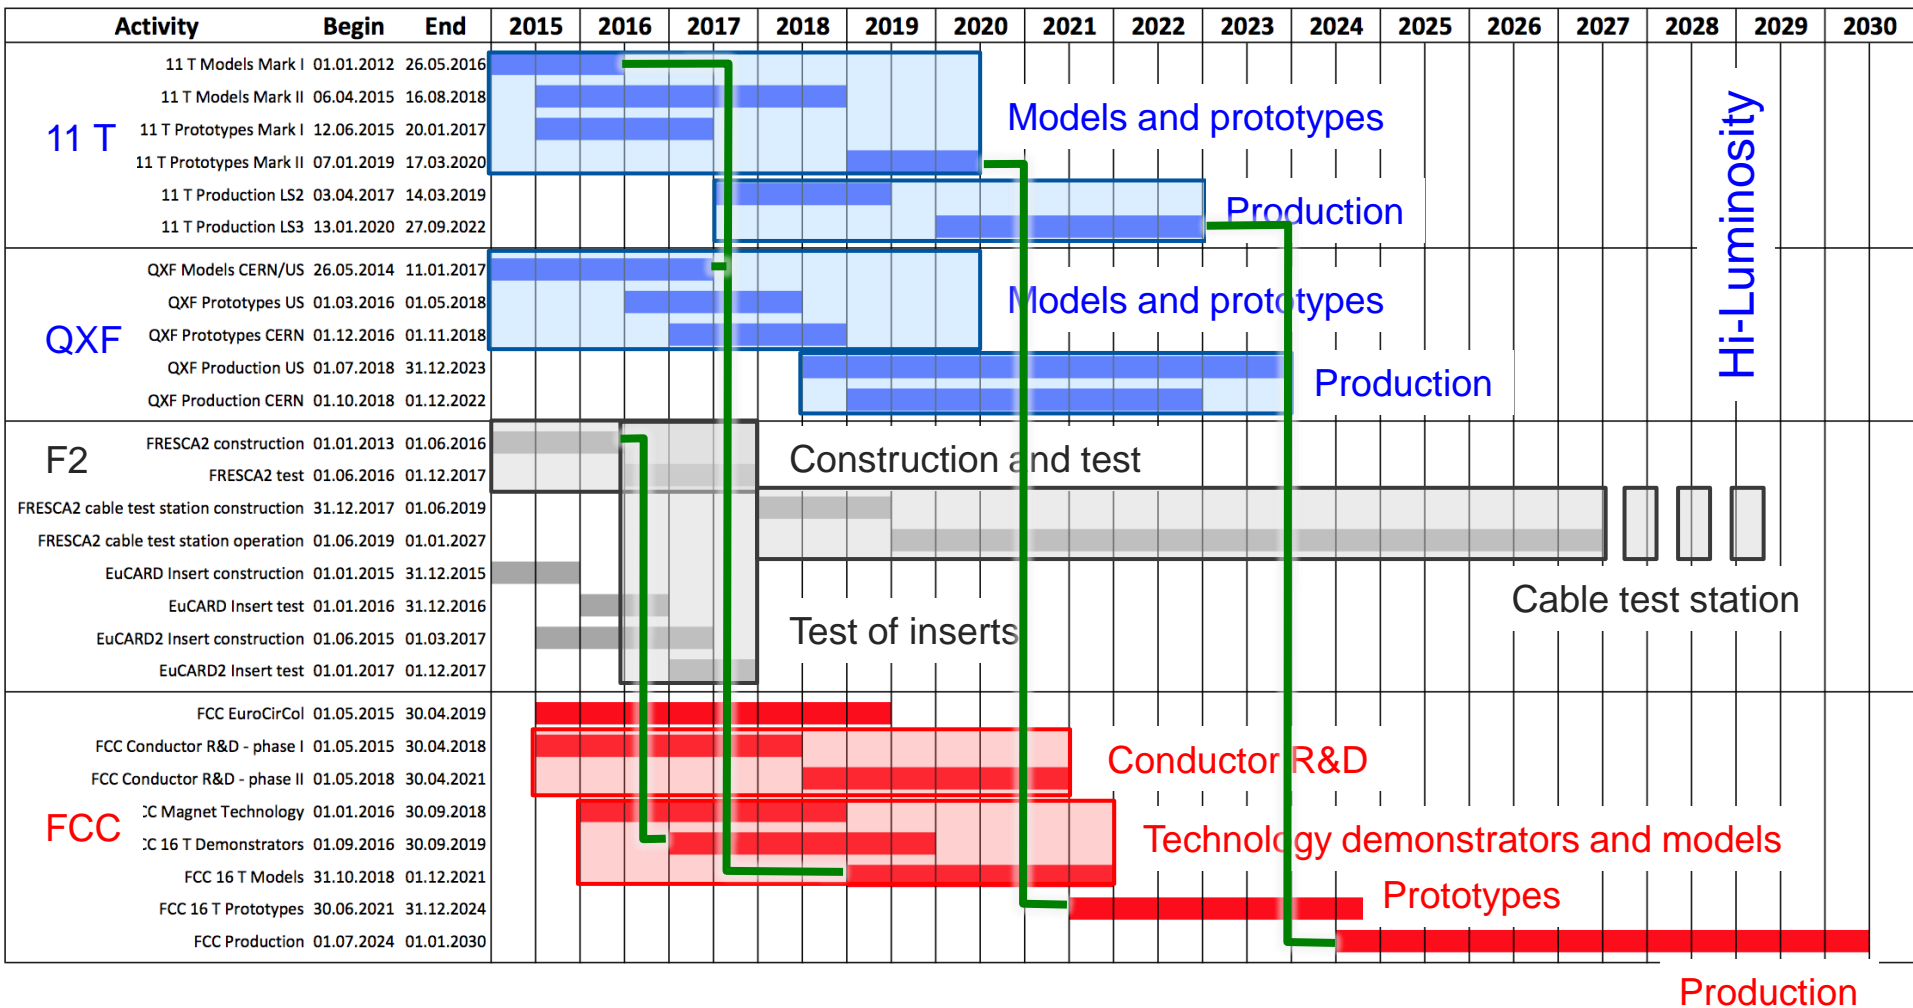 Activity Begin End 2015 2016 2017 2018 2019 2020 2021 2022 2023 2024 2025 2026 2027 2028 2029 2030
11 T
11 T Models Mark I 01.01.2012 26.05.2016
11 T Models Mark II 06.04.2015 16.08.2018
11 T Prototypes Mark I 12.06.2015 20.01.2017
11 T Prototypes Mark II 07.01.2019 17.03.2020
11 T Production LS2 03.04.2017 14.03.2019
11 T Production LS3 13.01.2020 27.09.2022
Models and prototypes
Production
Hi-Luminosity
QXF
QXF Models CERN/US 26.05.2014 11.01.2017
QXF Prototypes US 01.03.2016 01.05.2018
QXF Prototypes CERN 01.12.2016 01.11.2018
QXF Production US 01.07.2018 31.12.2023
QXF Production CERN 01.10.2018 01.12.2022
Models and prototypes
Production
F2
FRESCA2 construction 01.01.2013 01.06.2016
FRESCA2 test 01.06.2016 01.12.2017
FRESCA2 cable test station construction 31.12.2017 01.06.2019
FRESCA2 cable test station operation 01.06.2019 01.01.2027
EuCARD Insert construction 01.01.2015 31.12.2015
EuCARD Insert test 01.01.2016 31.12.2016
EuCARD2 Insert construction 01.06.2015 01.03.2017
EuCARD2 Insert test 01.01.2017 01.12.2017
Construction and test
Cable test station
Test of inserts
FCC
FCC EuroCirCol 01.05.2015 30.04.2019
FCC Conductor R&D - phase I 01.05.2015 30.04.2018
FCC Conductor R&D - phase II 01.05.2018 30.04.2021
CC Magnet Technology 01.01.2016 30.09.2018
CC 16 T Demonstrators 01.09.2016 30.09.2019
FCC 16 T Models 31.10.2018 01.12.2021
FCC 16 T Prototypes 30.06.2021 31.12.2024
FCC Production 01.07.2024 01.01.2030
Conductor R&D
Technology demonstrators and models
Prototypes
Production